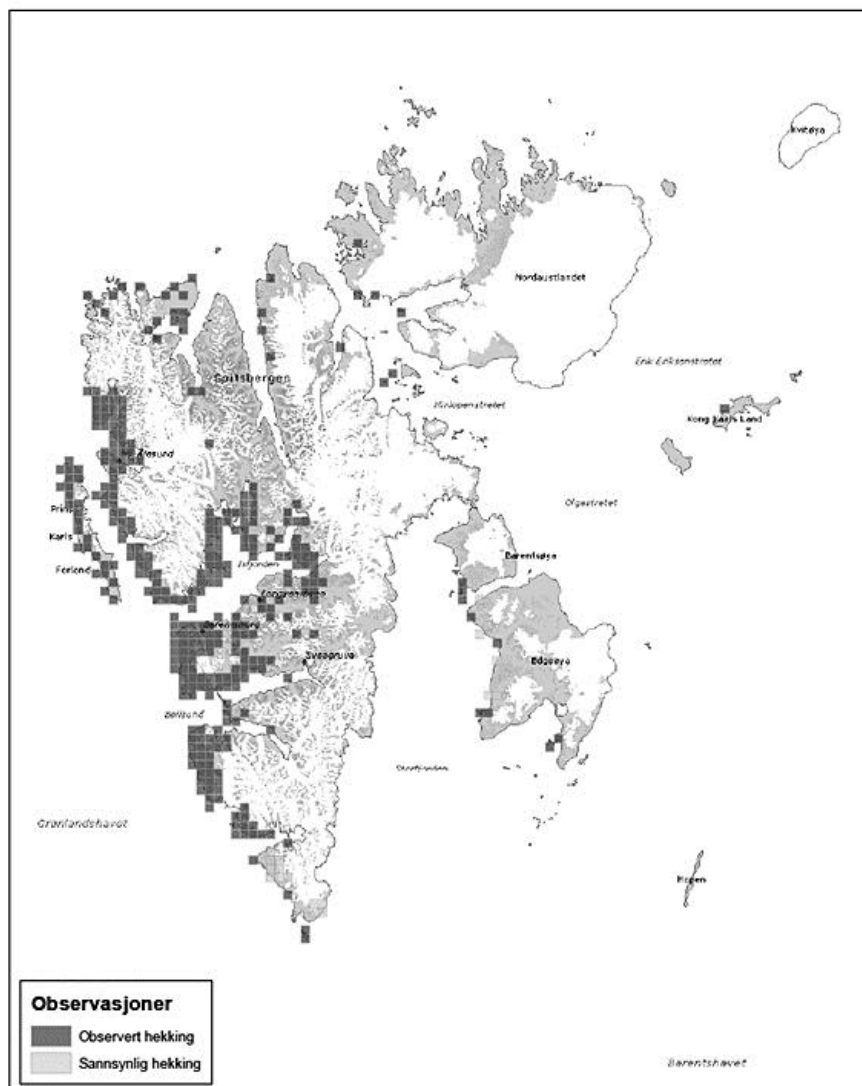 Kvitøya
Nordaustlandet
Erik Eriksenstretet
Spitsbergen
Hinlopenstretet
Kong Karls Land
Ålesund
Olgastretet
Prins
Karls
Forland
Barentsøya
Isfjorden
Longyearbyen
Barentsburg
Sveagruva
Edgeøya
Bellsund
Storfjorden
Grønlandshavet
Hopen
Observasjoner
Observert hekking
Sannsynlig hekking
Barentshavet